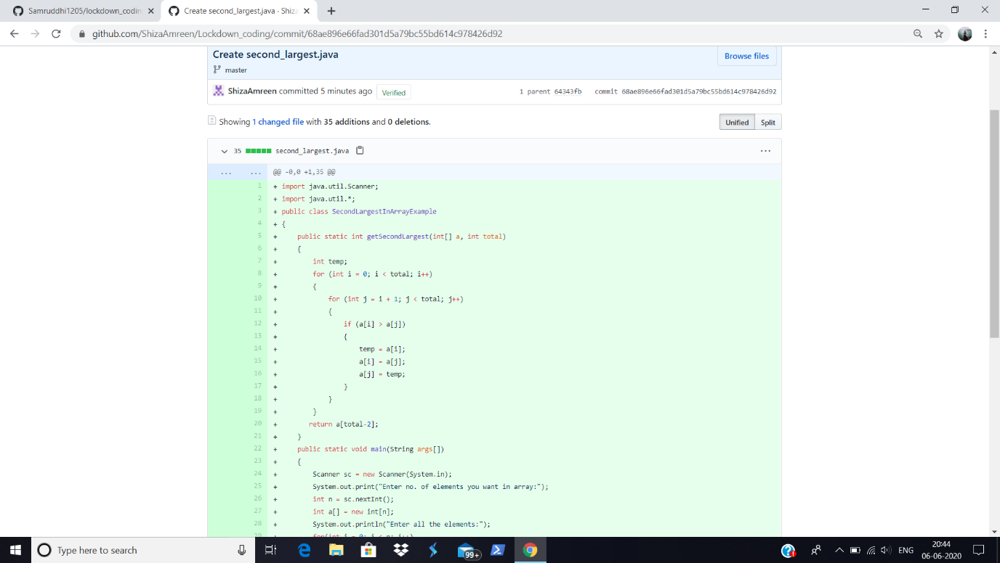 Samruddhi1205/lockdown_codin
Create second_largest.java · Shiza
github.com/ShizaAmreen/Lockdown_coding/commit/68ae896e66fad301d5a79bc55bd614c978426d92
Create second_largest.java
Browse files
master
ShizaAmreen committed 5 minutes ago Verified 1 parent 64343fb commit 68ae896e66fad301d5a79bc55bd614c978426d92
Showing 1 changed file with 35 additions and 0 deletions. Unified Split
35 second_largest.java ...
... ... @@ -0,0 +1,35 @@
1 + import java.util.Scanner;
2 + import java.util.*;
3 + public class SecondLargestInArrayExample
4 + {
5 + public static int getSecondLargest(int[] a, int total)
6 + {
7 + int temp;
8 + for (int i = 0; i < total; i++)
9 + {
10 + for (int j = i + 1; j < total; j++)
11 + {
12 + if (a[i] > a[j])
13 + {
14 + temp = a[i];
15 + a[i] = a[j];
16 + a[j] = temp;
17 + }
18 + }
19 + }
20 + return a[total-2];
21 + }
22 + public static void main(String args[])
23 + {
24 + Scanner sc = new Scanner(System.in);
25 + System.out.print("Enter no. of elements you want in array:");
26 + int n = sc.nextInt();
27 + int a[] = new int[n];
28 + System.out.println("Enter all the elements:");
29 + for(int i = 0; i < n; i++)
Type here to search
99+
ENG
20:44
06-06-2020